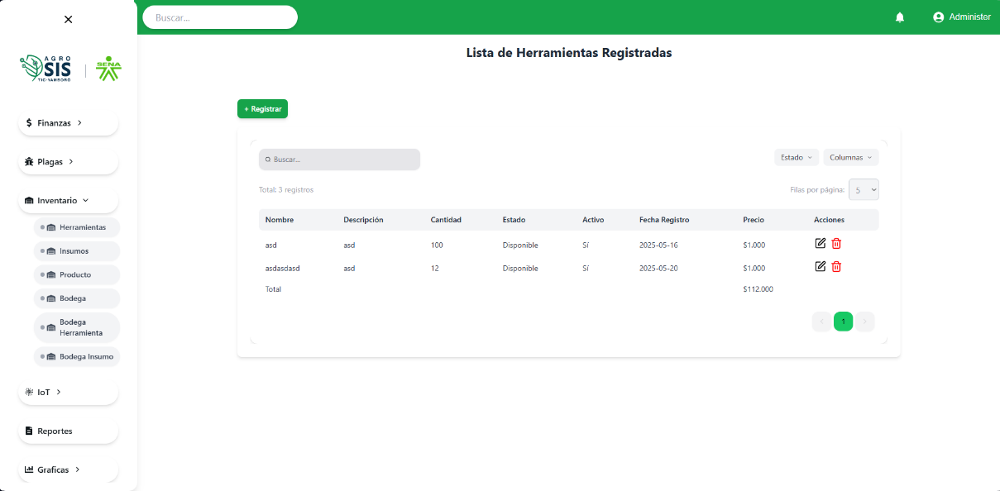 Buscar...
Administer
AGRO
SIS
TIC-YAMBORÓ
SENA
Finanzas
Plagas
Inventario
Herramientas
Insumos
Producto
Bodega
Bodega
Herramienta
Bodega Insumo
IoT
Reportes
Graficas
Lista de Herramientas Registradas
+ Registrar
Buscar...
Estado
Columnas
Total: 3 registros
Filas por página: 5
Nombre Descripción Cantidad Estado Activo Fecha Registro Precio Acciones
asd asd 100 Disponible Sí 2025-05-16 $1.000
asdasdasd asd 12 Disponible Sí 2025-05-20 $1.000
Total $112.000
1